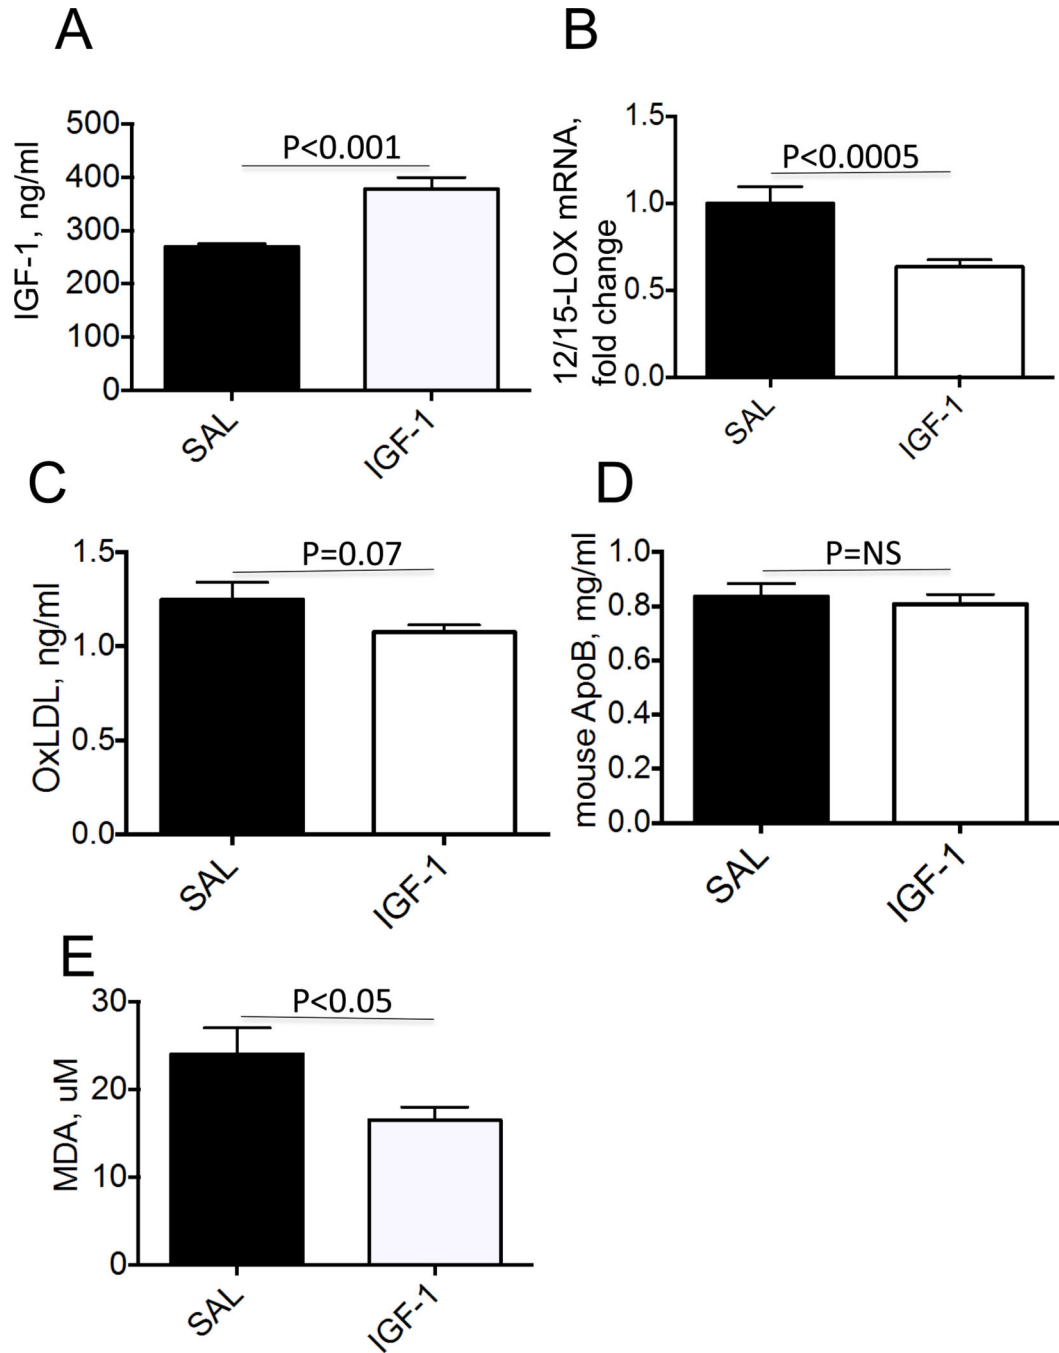 A
IGF-1, ng/ml
500
400
300
200
100
0
P<0.001
SAL
IGF-1
B
12/15-LOX mRNA,
fold change
1.5
1.0
0.5
0.0
P<0.0005
SAL
IGF-1
C
OxLDL, ng/ml
1.5
1.0
0.5
0.0
P=0.07
SAL
IGF-1
D
mouse ApoB, mg/ml
1.0
0.8
0.6
0.4
0.2
0.0
P=NS
SAL
IGF-1
E
MDA, uM
30
20
10
0
P<0.05
SAL
IGF-1